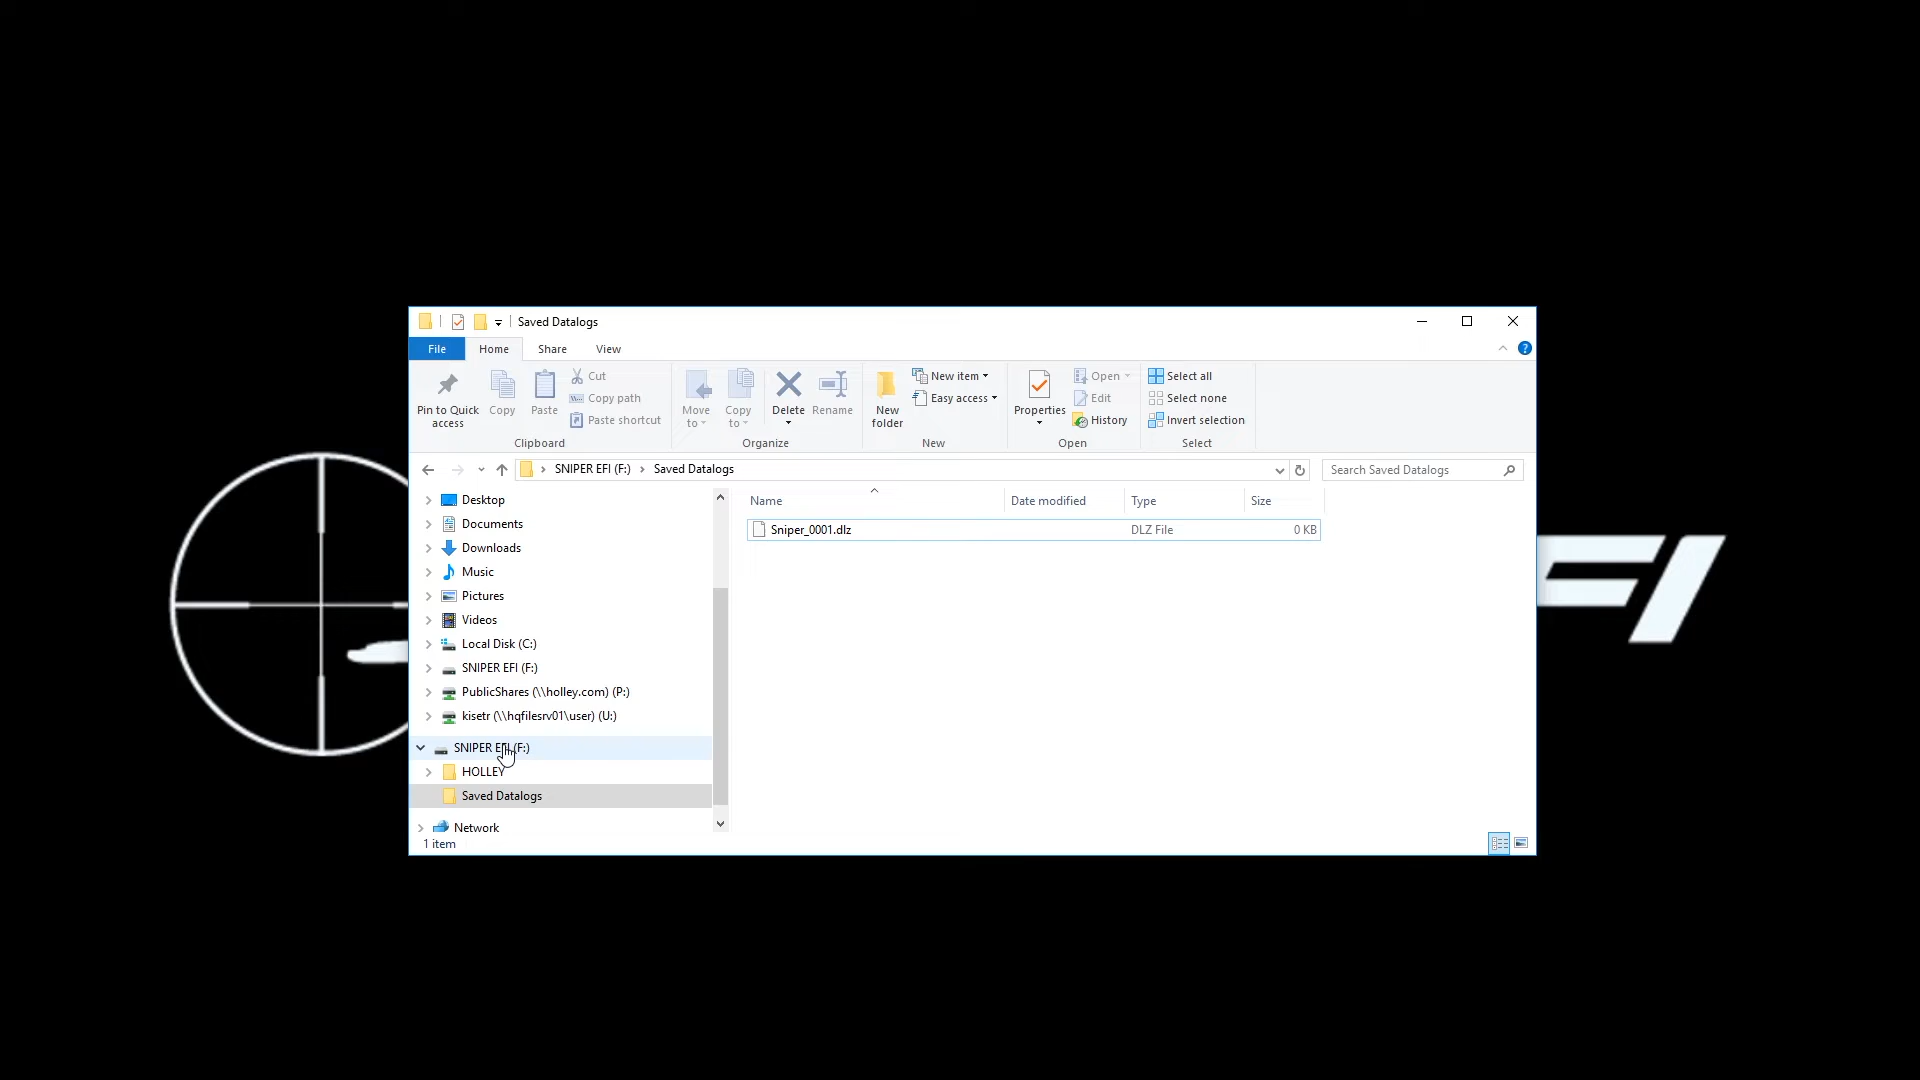 Saved Datalogs
File Home Share View
Pin to Quick access
Copy
Paste
Cut
Copy path
Paste shortcut
Clipboard
Move to
Copy to
Delete
Rename
Organize
New folder
New item
Easy access
New
Properties
Open
Edit
History
Open
Select all
Select none
Invert selection
Select
SNIPER EFI (F:) Saved Datalogs
Search Saved Datalogs
Desktop
Documents
Downloads
Music
Pictures
Videos
Local Disk (C:)
SNIPER EFI (F:)
PublicShares (\\holley.com) (P:)
kisetr (\\hqfilesrv01\user) (U:)
SNIPER EFI (F:)
HOLLEY
Saved Datalogs
Network
Name Date modified Type Size
Sniper_0001.dlz DLZ File 0 KB
1 item
FI